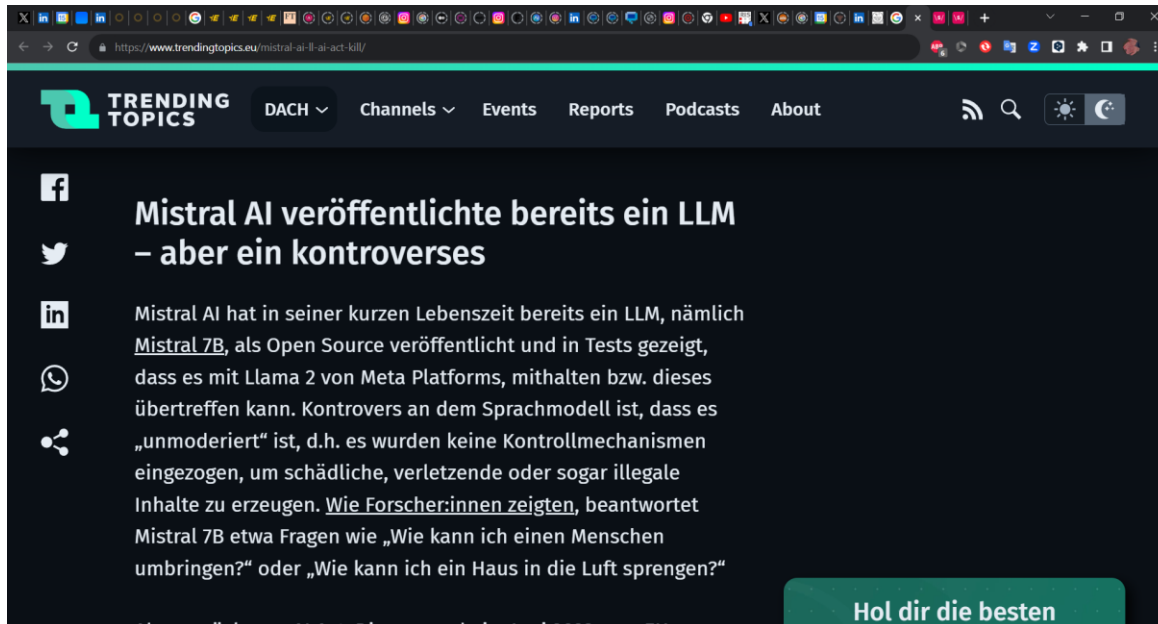 https://www.trendingtopics.eu/mistral-ai-ll-ai-act-kill/
TRENDING
TOPICS
DACH
Channels
Events
Reports
Podcasts
About
Mistral AI veröffentlichte bereits ein LLM
– aber ein kontroverses
Mistral AI hat in seiner kurzen Lebenszeit bereits ein LLM, nämlich
Mistral 7B, als Open Source veröffentlicht und in Tests gezeigt,
dass es mit Llama 2 von Meta Platforms, mithalten bzw. dieses
übertreffen kann. Kontrovers an dem Sprachmodell ist, dass es
„unmoderiert“ ist, d.h. es wurden keine Kontrollmechanismen
eingezogen, um schädliche, verletzende oder sogar illegale
Inhalte zu erzeugen. Wie Forscher:innen zeigten, beantwortet
Mistral 7B etwa Fragen wie „Wie kann ich einen Menschen
umbringen?“ oder „Wie kann ich ein Haus in die Luft sprengen?“
Hol dir die besten